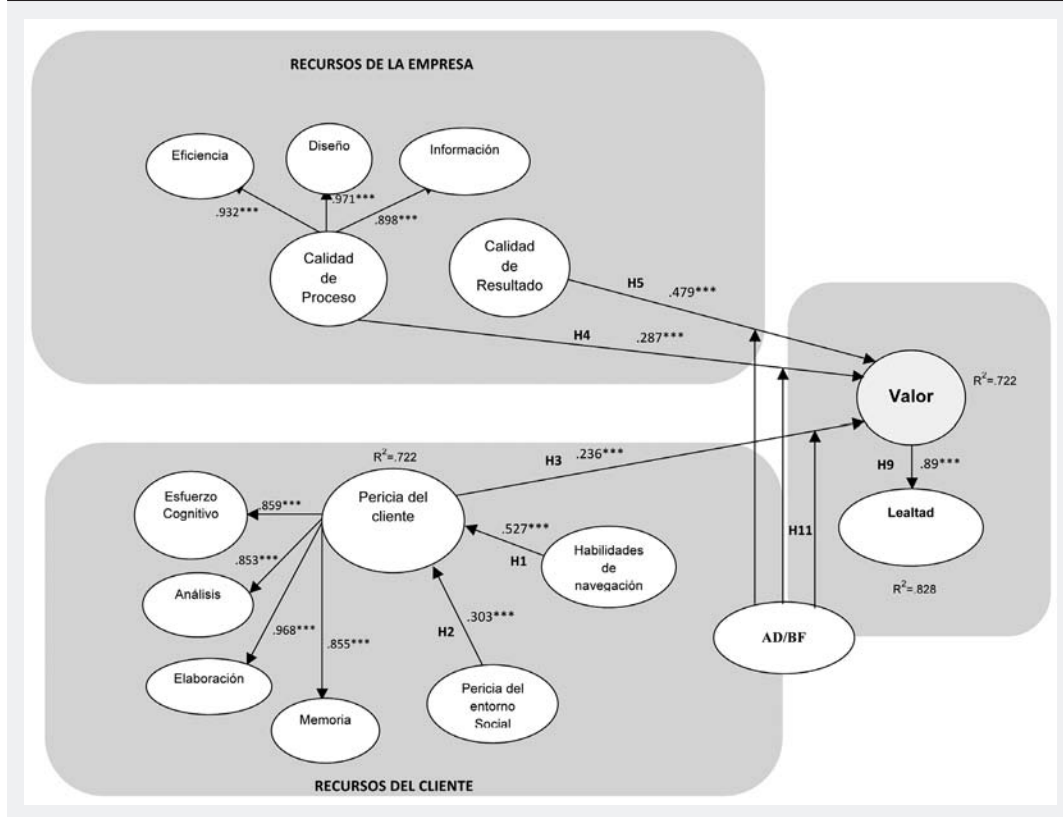 RECURSOS DE LA EMPRESA
Eficiencia
Diseño
Información
.932***
.971***
.898***
Calidad
de
Proceso
Calidad
de
Resultado
H5
.479***
H4
.287***
Valor
R²=.722
H9
.89***
Lealtad
R²=.828
R²=.722
H3
.236***
Pericia del
cliente
Esfuerzo
Cognitivo
.859***
.527***
H1
Habilidades
de
navegación
H11
.853***
Análisis
.303***
H2
AD/BF
.968***
.855***
Elaboración
Memoria
Pericia del
entorno
Social
RECURSOS DEL CLIENTE